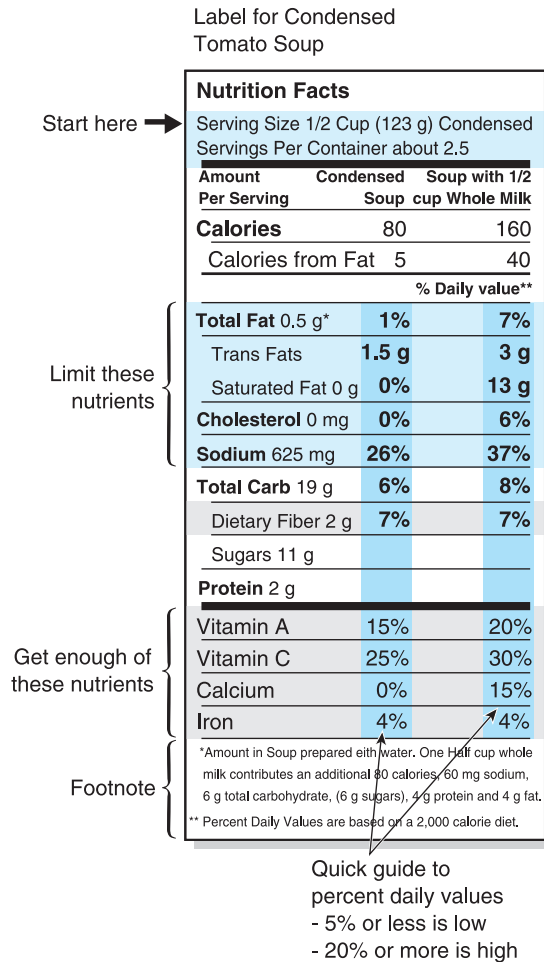 Label for Condensed
Tomato Soup
Nutrition Facts
Start here
Serving Size 1/2 Cup (123 g) Condensed
Servings Per Container about 2.5
Amount Condensed Soup with 1/2
Per Serving Soup cup Whole Milk
Calories 80 160
Calories from Fat 5 40
% Daily value**
Limit these
nutrients
Total Fat 0.5 g* 1% 7%
Trans Fats 1.5 g 3 g
Saturated Fat 0 g 0% 13 g
Cholesterol 0 mg 0% 6%
Sodium 625 mg 26% 37%
Total Carb 19 g 6% 8%
Dietary Fiber 2 g 7% 7%
Sugars 11 g
Protein 2 g
Get enough of
these nutrients
Vitamin A 15% 20%
Vitamin C 25% 30%
Calcium 0% 15%
Iron 4% 4%
Footnote
*Amount in Soup prepared eith water. One Half cup whole
milk contributes an additional 80 calories, 60 mg sodium,
6 g total carbohydrate, (6 g sugars), 4 g protein and 4 g fat.
** Percent Daily Values are based on a 2,000 calorie diet.
Quick guide to
percent daily values
- 5% or less is low
- 20% or more is high